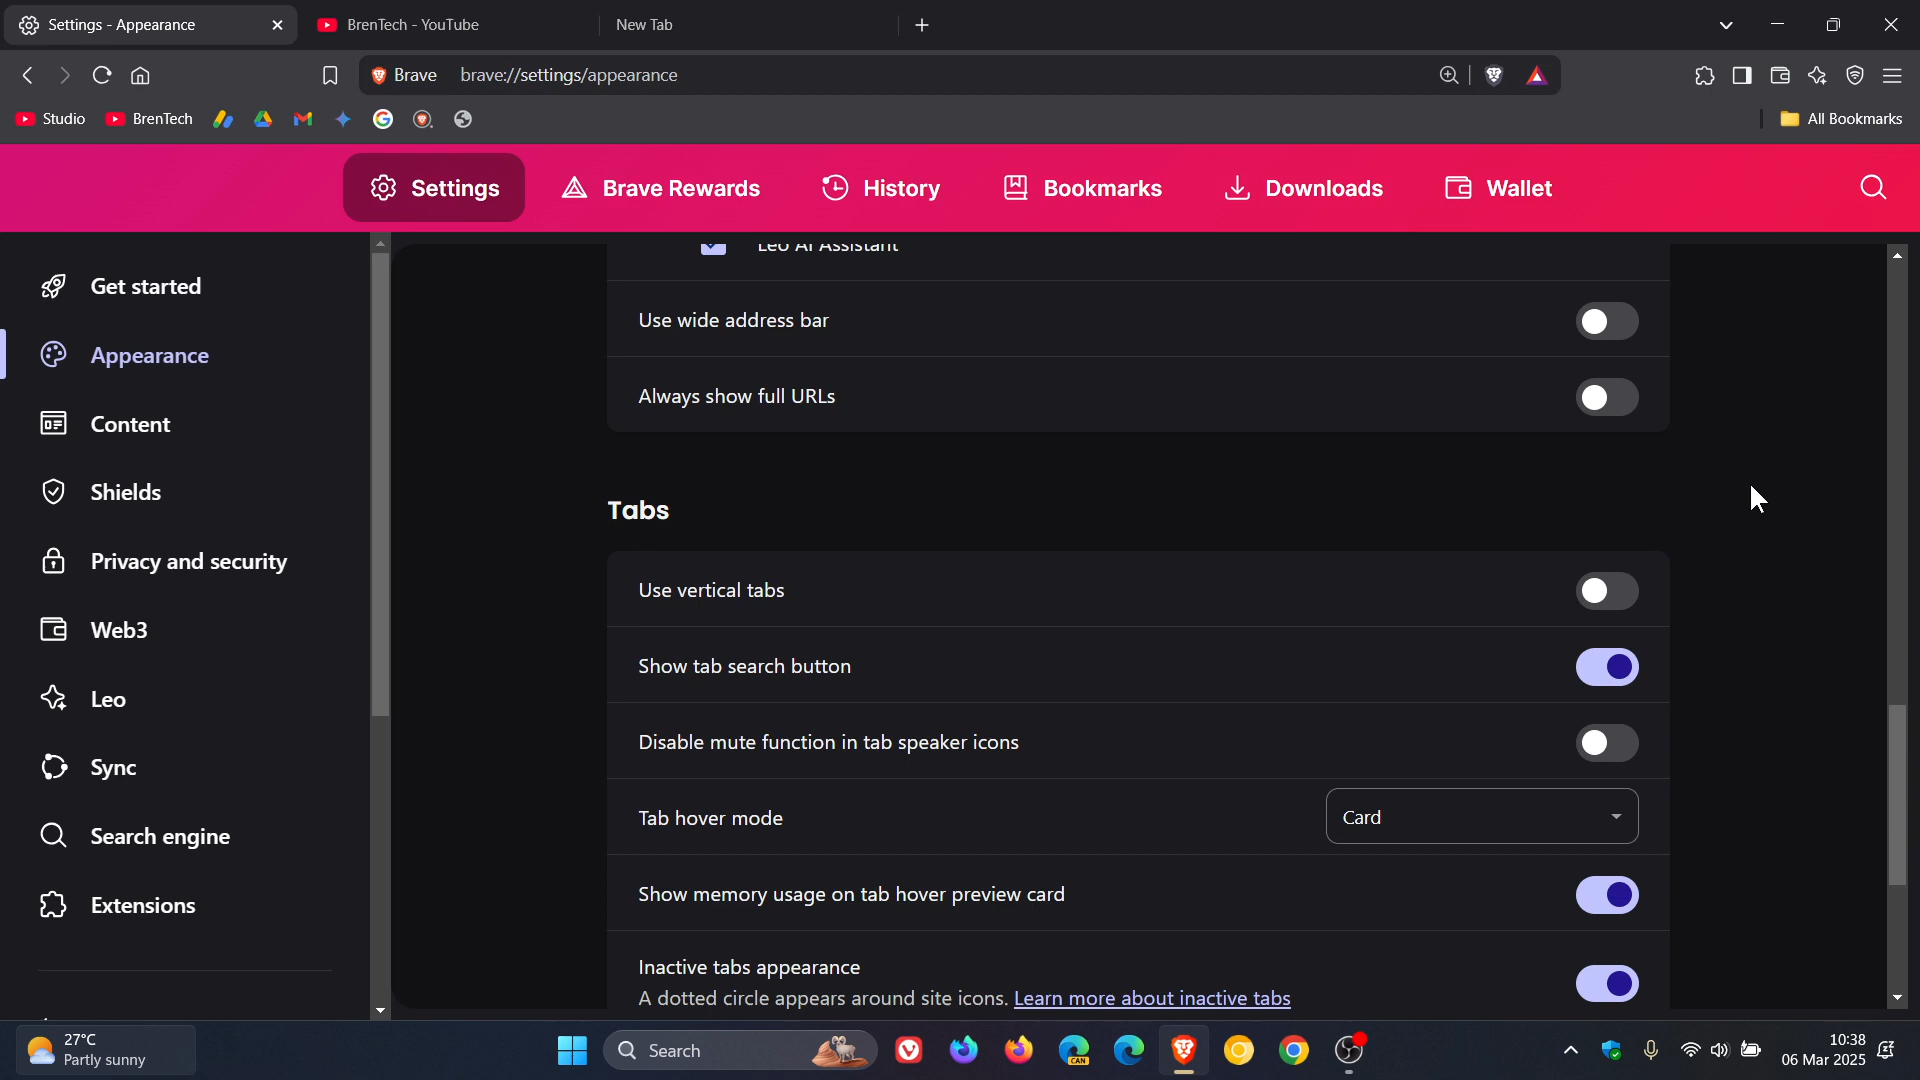 Settings - Appearance
BrenTech - YouTube
New Tab
Brave
brave://settings/appearance
Studio
BrenTech
All Bookmarks
Settings
Brave Rewards
History
Bookmarks
Downloads
Wallet
Get started
Appearance
Content
Shields
Privacy and security
Web3
Leo
Sync
Search engine
Extensions
Leo AI Assistant
Use wide address bar
Always show full URLs
Tabs
Use vertical tabs
Show tab search button
Disable mute function in tab speaker icons
Tab hover mode
Card
Show memory usage on tab hover preview card
Inactive tabs appearance
A dotted circle appears around site icons. Learn more about inactive tabs
27°C
Partly sunny
Search
CAN
10:38
06 Mar 2025